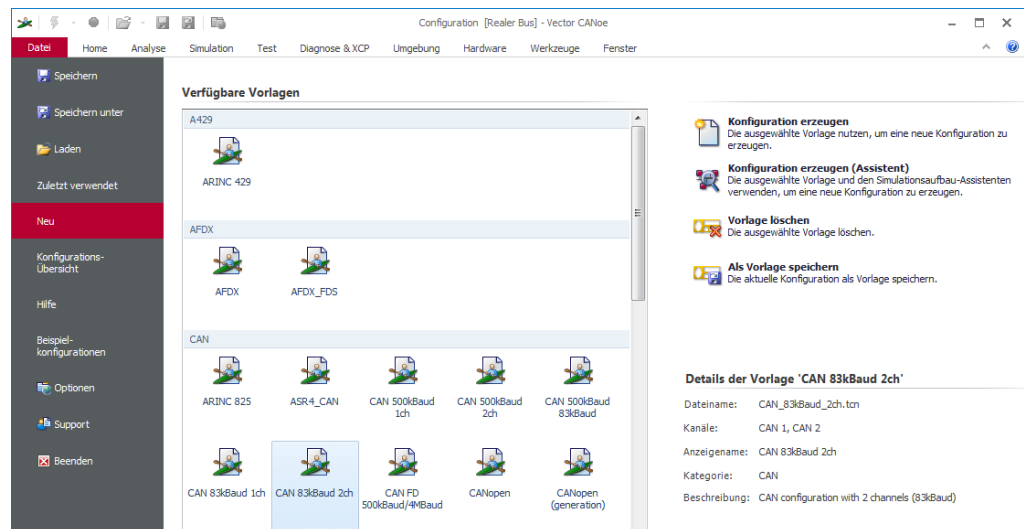 Configuration [Realer Bus] - Vector CANoe
Datei Home Analyse Simulation Test Diagnose & XCP Umgebung Hardware Werkzeuge Fenster
Speichern
Speichern unter
Laden
Zuletzt verwendet
Neu
Konfigurations-
Übersicht
Hilfe
Beispiel-
konfigurationen
Optionen
Support
Beenden
Verfügbare Vorlagen
A429
ARINC 429
AFDX
AFDX AFDX_FDS
CAN
ARINC 825 ASR4_CAN CAN 500kBaud CAN 500kBaud CAN 500kBaud
1ch 2ch 83kBaud
CAN 83kBaud 1ch CAN 83kBaud 2ch CAN FD CANopen CANopen
500kBaud/4MBaud (generation)
Konfiguration erzeugen
Die ausgewählte Vorlage nutzen, um eine neue Konfiguration zu
erzeugen.
Konfiguration erzeugen (Assistent)
Die ausgewählte Vorlage und den Simulationsaufbau-Assistenten
verwenden, um eine neue Konfiguration zu erzeugen.
Vorlage löschen
Die ausgewählte Vorlage löschen.
Als Vorlage speichern
Die aktuelle Konfiguration als Vorlage speichern.
Details der Vorlage 'CAN 83kBaud 2ch'
Dateiname: CAN_83kBaud_2ch.tcn
Kanäle: CAN 1, CAN 2
Anzeigename: CAN 83kBaud 2ch
Kategorie: CAN
Beschreibung: CAN configuration with 2 channels (83kBaud)